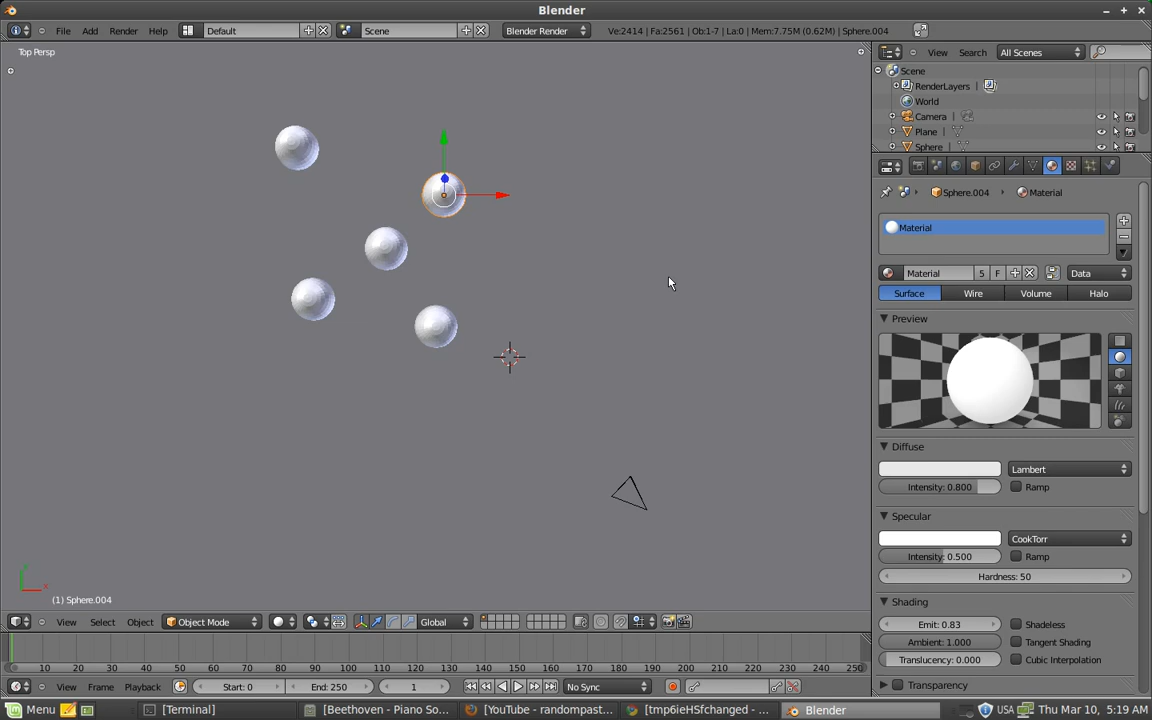 Blender
File Add Render Help Default Scene Blender Render Ve:2414 | Fa:2561 | Ob:1-7 | La:0 | Mem:7.75M (0.62M) | Sphere.004
Top Persp
View Search All Scenes
Scene
RenderLayers |
World
Camera |
Plane |
Sphere |
Sphere.004 Material
Material
Material 5 F Data
Surface Wire Volume Halo
Preview
Diffuse
Lambert
Intensity: 0.800 Ramp
Specular
CookTorr
Intensity: 0.500 Ramp
Hardness: 50
Shading
Emit: 0.83 Shadeless
Ambient: 1.000 Tangent Shading
Translucency: 0.000 Cubic Interpolation
Transparency
(1) Sphere.004
View Select Object Object Mode Global
10 20 30 40 50 60 70 80 90 100 110 120 130 140 150 160 170 180 190 200 210 220 230 240 250
View Frame Playback Start: 0 End: 250 1 No Sync
Menu [Terminal] [Beethoven - Piano So... [YouTube - randompast... [tmp6ieHSfchanged - ... Blender USA Thu Mar 10, 5:19 AM